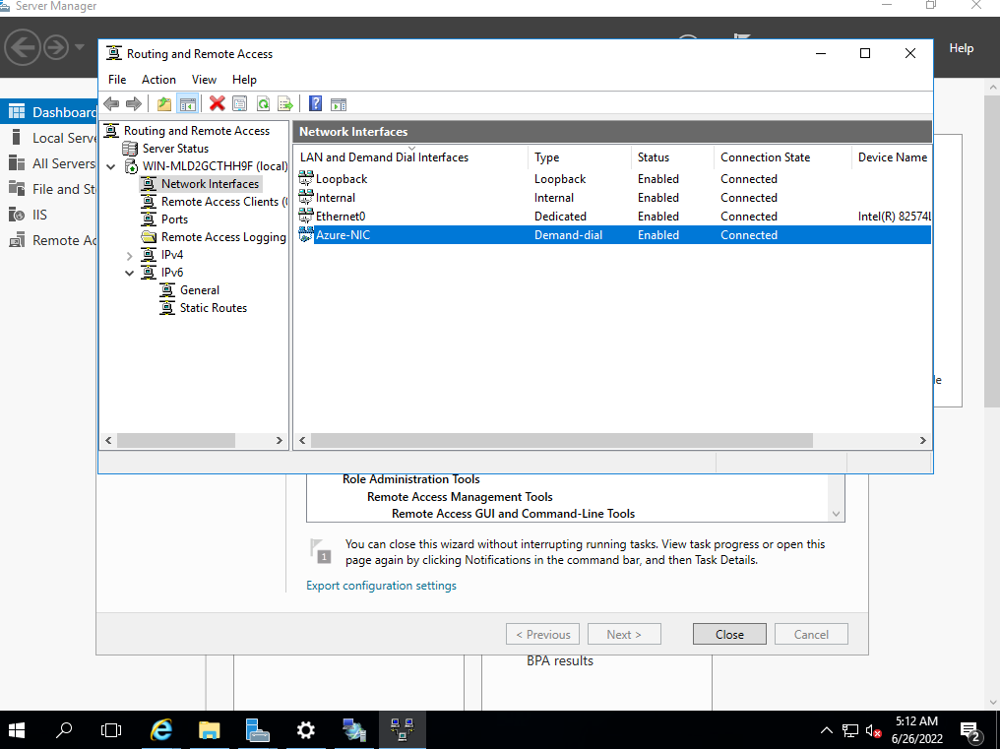 Server Manager
Help
Routing and Remote Access
File Action View Help
Routing and Remote Access
Server Status
WIN-MLD2GCTHH9F (local)
Network Interfaces
Remote Access Clients (
Ports
Remote Access Logging
IPv4
IPv6
General
Static Routes
Network Interfaces
LAN and Demand Dial Interfaces Type Status Connection State Device Name
Loopback Loopback Enabled Connected
Internal Internal Enabled Connected
Ethernet0 Dedicated Enabled Connected Intel(R) 82574L
Azure-NIC Demand-dial Enabled Connected
Dashboard
Local Serve
All Servers
File and St
IIS
Remote Ac
Role Administration Tools
Remote Access Management Tools
Remote Access GUI and Command-Line Tools
1
You can close this wizard without interrupting running tasks. View task progress or open this
page again by clicking Notifications in the command bar, and then Task Details.
Export configuration settings
< Previous Next > Close Cancel
BPA results
5:12 AM
6/26/2022
2